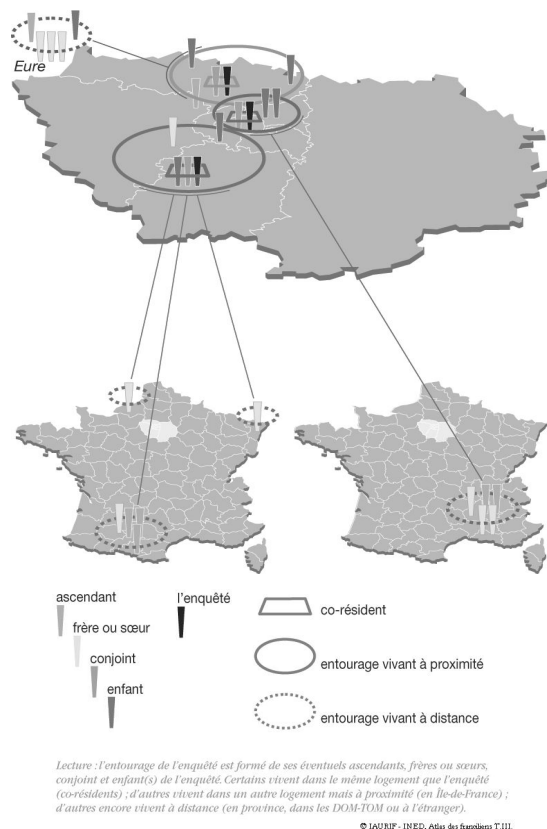 Eure
ascendant
l'enquêté
frère ou sœur
conjoint
enfant
co-résident
entourage vivant à proximité
entourage vivant à distance
Lecture : l'entourage de l'enquêté est formé de ses éventuels ascendants, frères ou sœurs,
conjoint et enfant(s) de l'enquêté. Certains vivent dans le même logement que l'enquêté
(co-résidents) ; d'autres vivent dans un autre logement mais à proximité (en Île-de-France) ;
d'autres encore vivent à distance (en province, dans les DOM-TOM ou à l'étranger).
© IAURIF - INED, Atlas des franciliens T.III.